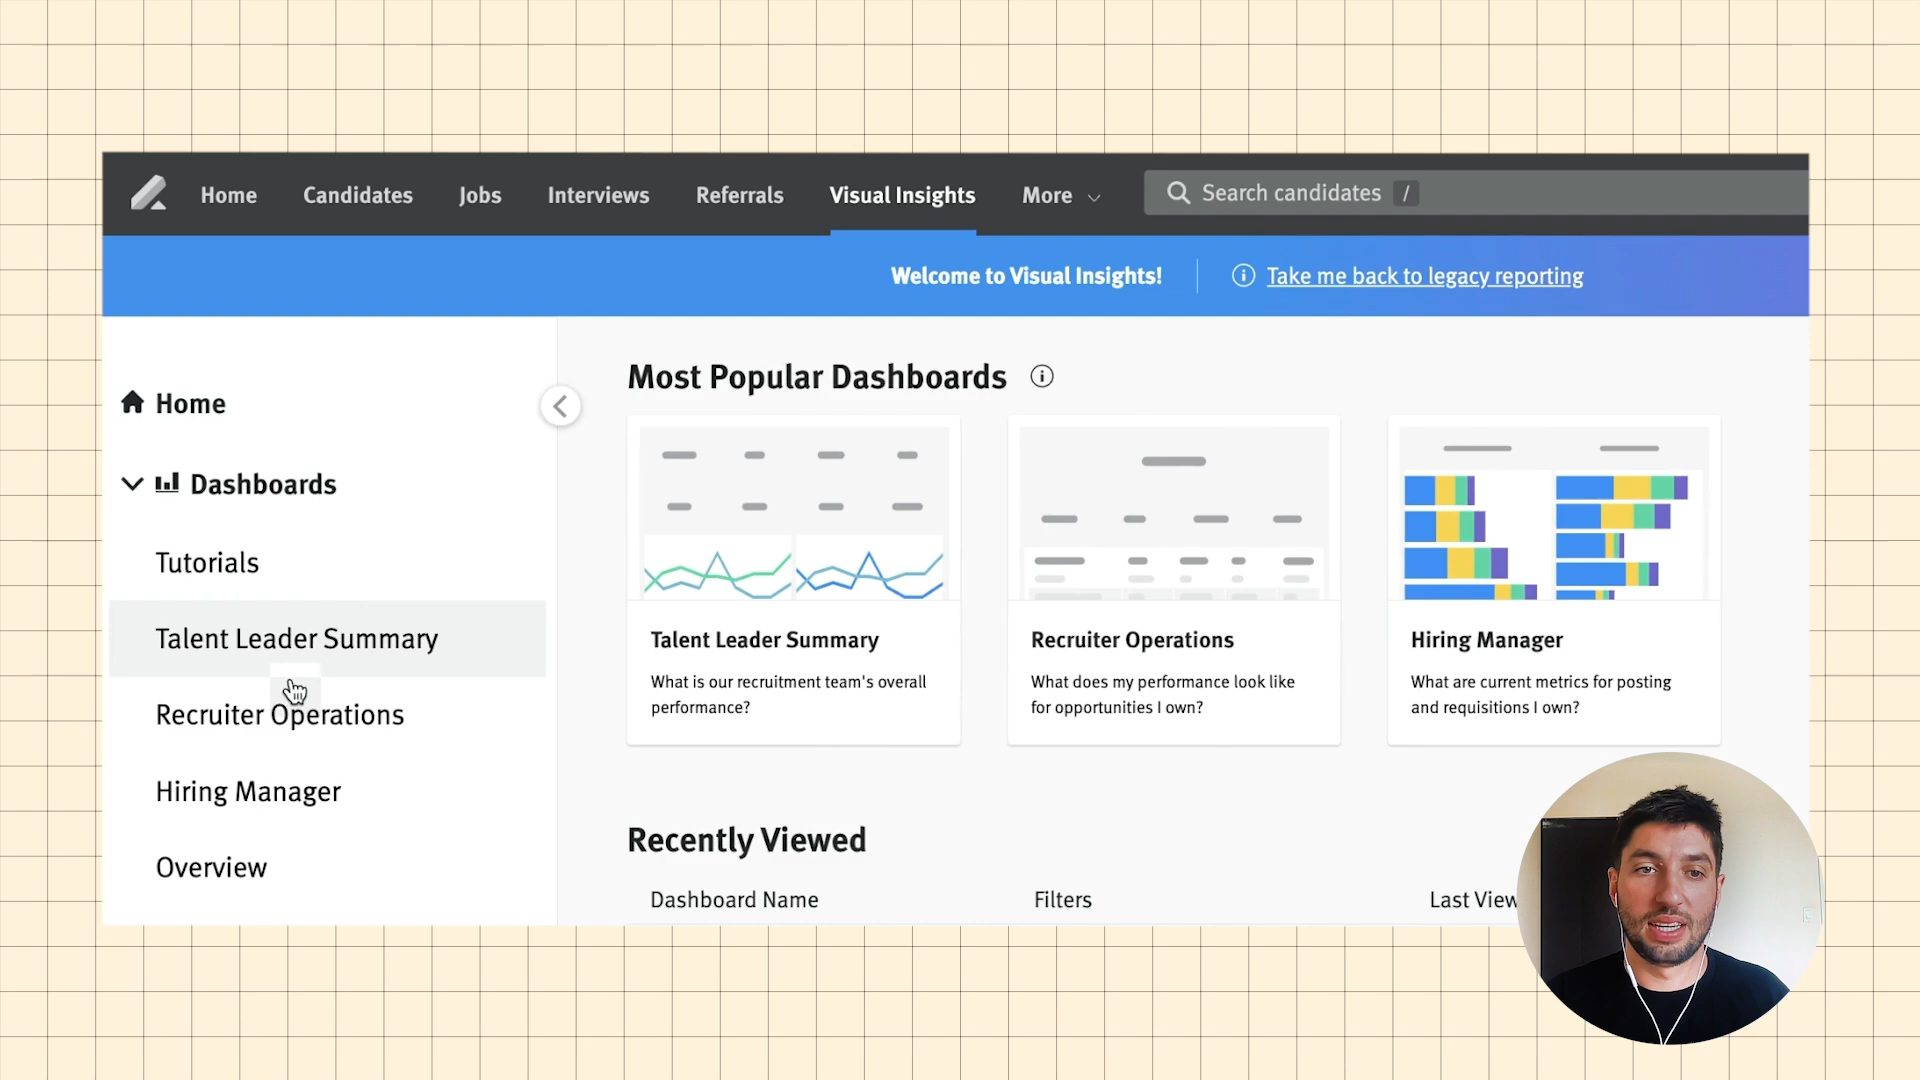 Home Candidates Jobs Interviews Referrals Visual Insights More Search candidates /
Welcome to Visual Insights! Take me back to legacy reporting
Home
Dashboards
Tutorials
Talent Leader Summary
Recruiter Operations
Hiring Manager
Overview
Most Popular Dashboards
Talent Leader Summary
What is our recruitment team's overall
performance?
Recruiter Operations
What does my performance look like
for opportunities I own?
Hiring Manager
What are current metrics for posting
and requisitions I own?
Recently Viewed
Dashboard Name Filters Last View